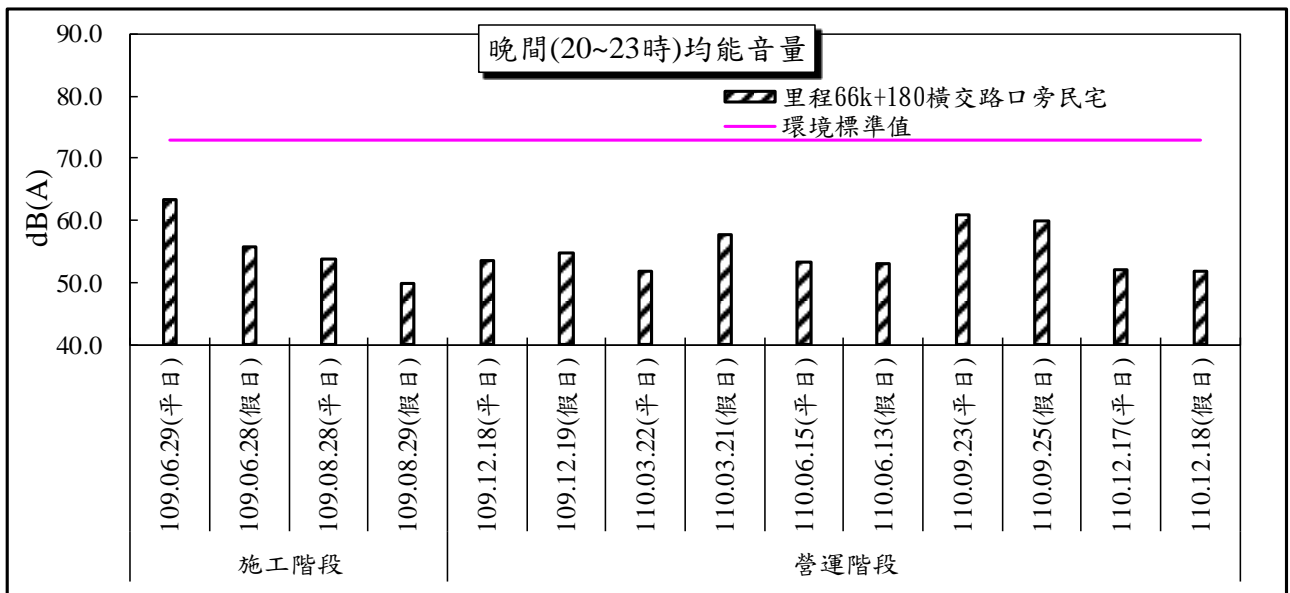 晚間(20~23時)均能音量
里程66k+180橫交路口旁民宅
環境標準值
dB(A)
90.0
80.0
70.0
60.0
50.0
40.0
109.06.29(平日)
109.06.28(假日)
109.08.28(平日)
109.08.29(假日)
109.12.18(平日)
109.12.19(假日)
110.03.22(平日)
110.03.21(假日)
110.06.15(平日)
110.06.13(假日)
110.09.23(平日)
110.09.25(假日)
110.12.17(平日)
110.12.18(假日)
施工階段
營運階段